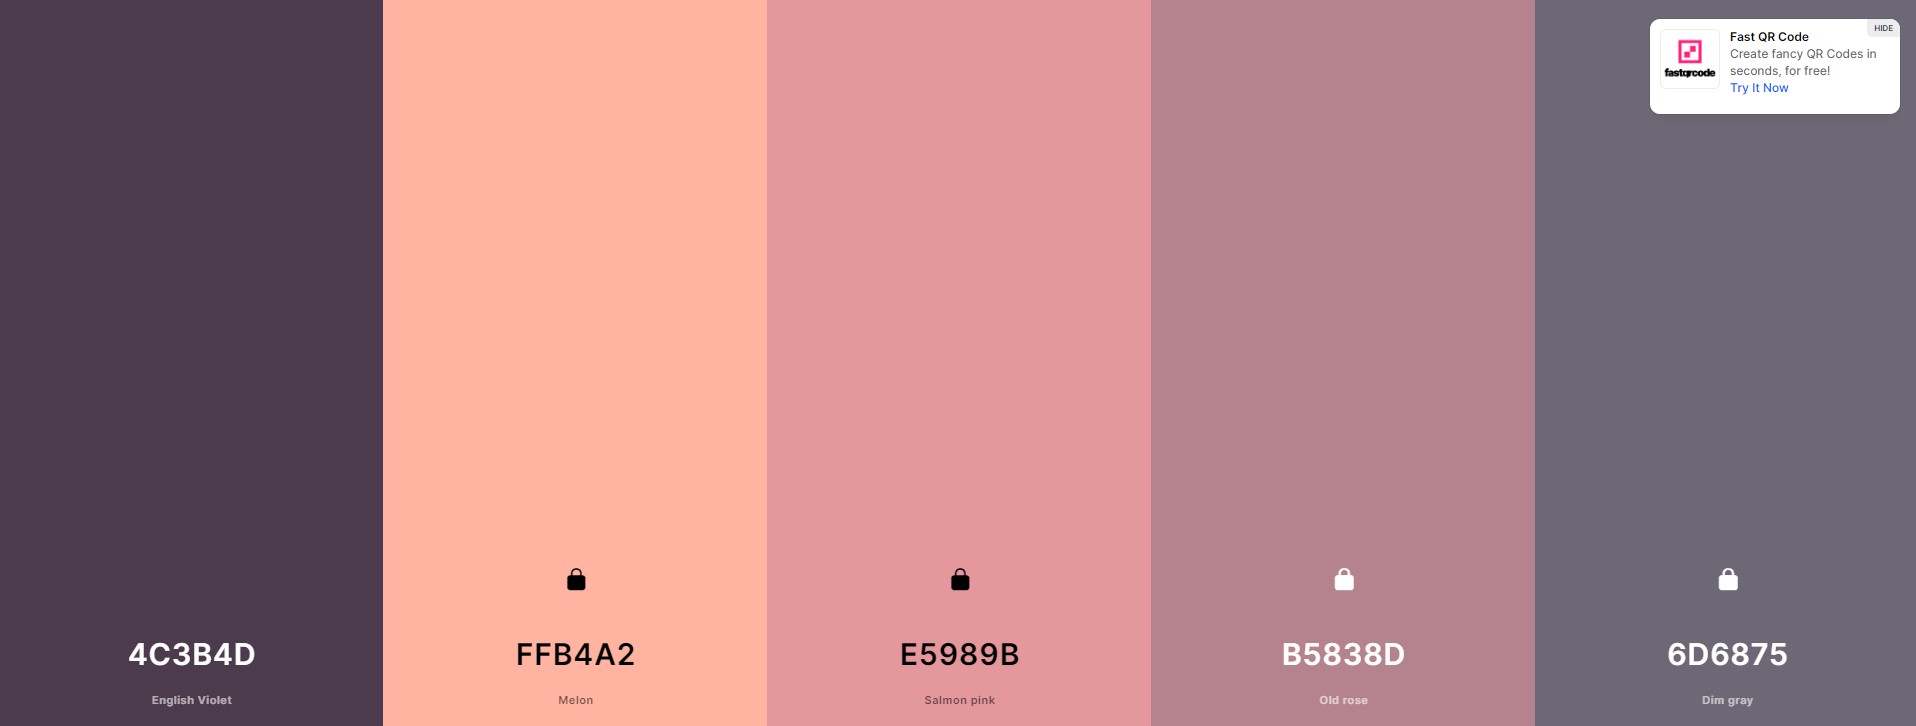 HIDE
fastqrcode
Fast QR Code
Create fancy QR Codes in
seconds, for free!
Try It Now
4C3B4D
English Violet
FFB4A2
Melon
E5989B
Salmon pink
B5838D
Old rose
6D6875
Dim gray